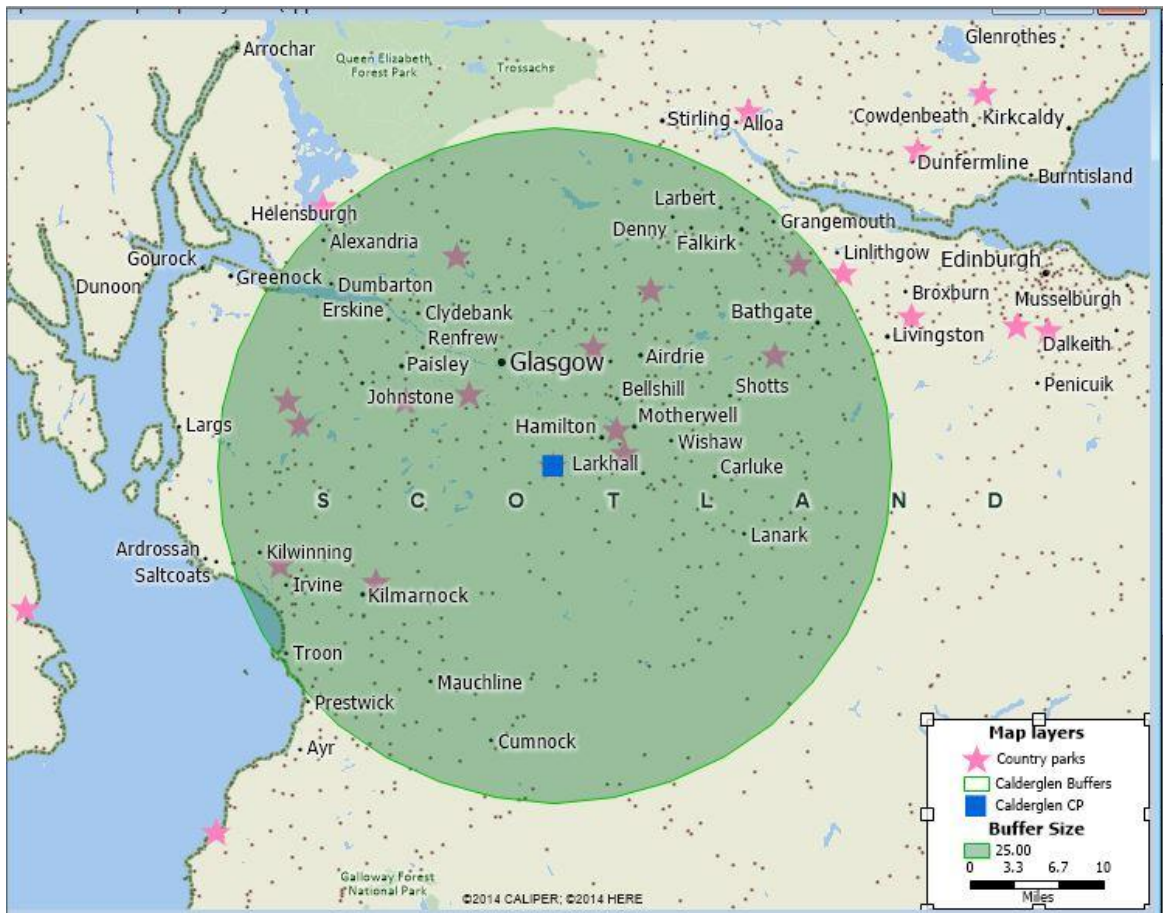 Glenrothes
Arrochar
Queen Elizabeth
Forest Park
Trossachs
Stirling
Alloa
Cowdenbeath
Kirkcaldy
Dunfermline
Burntisland
Helensburgh
Larbert
Grangemouth
Alexandria
Denny
Falkirk
Linlithgow
Gourock
Edinburgh
Greenock
Dunoon
Dumbarton
Broxburn
Musselburgh
Erskine
Clydebank
Bathgate
Renfrew
Livingston
Dalkeith
Glasgow
Airdrie
Paisley
Shotts
Penicuik
Johnstone
Bellshill
Largs
Hamilton
Motherwell
Wishaw
Larkhall
Carluke
S C O T L A N D
Lanark
Ardrossan
Kilwinning
Saltcoats
Irvine
Kilmarnock
Troon
Mauchline
Prestwick
Cumnock
Ayr
Galloway Forest
National Park
©2014 CALIPER; ©2014 HERE
Map layers
Country parks
Calderglen Buffers
Calderglen CP
Buffer Size
25.00
0 3.3 6.7 10
Miles